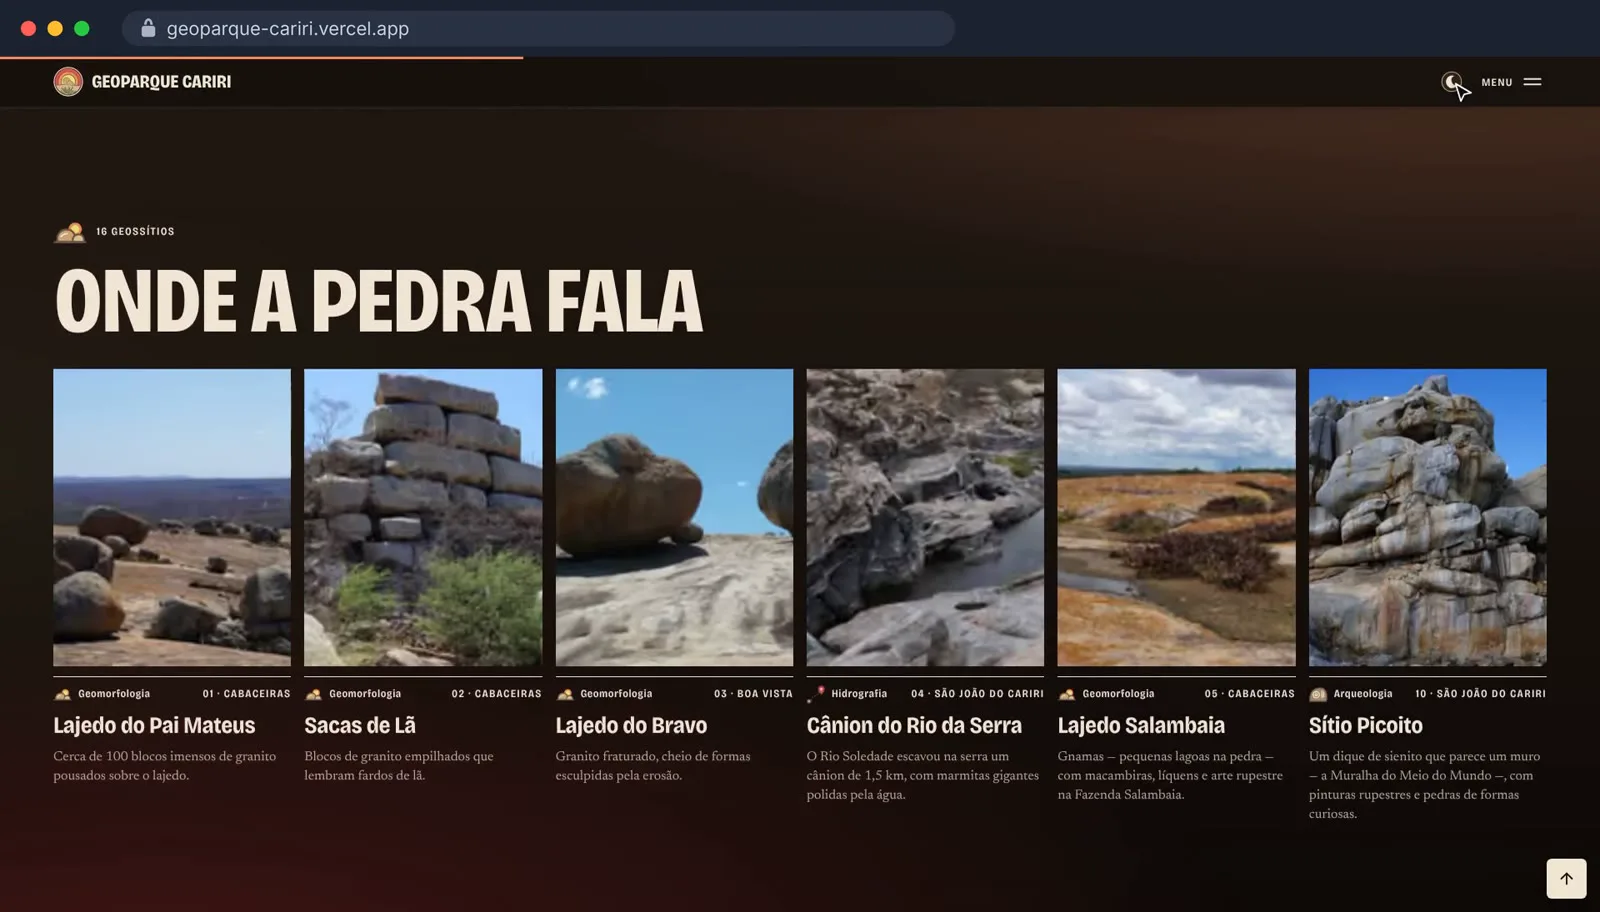 geoparque-cariri.vercel.app
GEOPARQUE CARIRI
MENU
16 GEOSSÍTIOS
ONDE A PEDRA FALA
Geomorfologia
01 · CABACEIRAS
Lajedo do Pai Mateus
Cerca de 100 blocos imensos de granito
pousados sobre o lajedo.
Geomorfologia
02 · CABACEIRAS
Sacas de Lã
Blocos de granito empilhados que
lembram fardos de lã.
Geomorfologia
03 · BOA VISTA
Lajedo do Bravo
Granito fraturado, cheio de formas
esculpidas pela erosão.
Hidrografia
04 · SÃO JOÃO DO CARIRI
Cânion do Rio da Serra
O Rio Soledade escavou na serra um
cânion de 1,5 km, com marmitas gigantes
polidas pela água.
Geomorfologia
05 · CABACEIRAS
Lajedo Salambaia
Gnamas — pequenas lagoas na pedra —
com macambiras, líquens e arte rupestre
na Fazenda Salambaia.
Arqueologia
10 · SÃO JOÃO DO CARIRI
Sítio Picoito
Um dique de sienito que parece um muro
— a Muralha do Meio do Mundo —, com
pinturas rupestres e pedras de formas
curiosas.